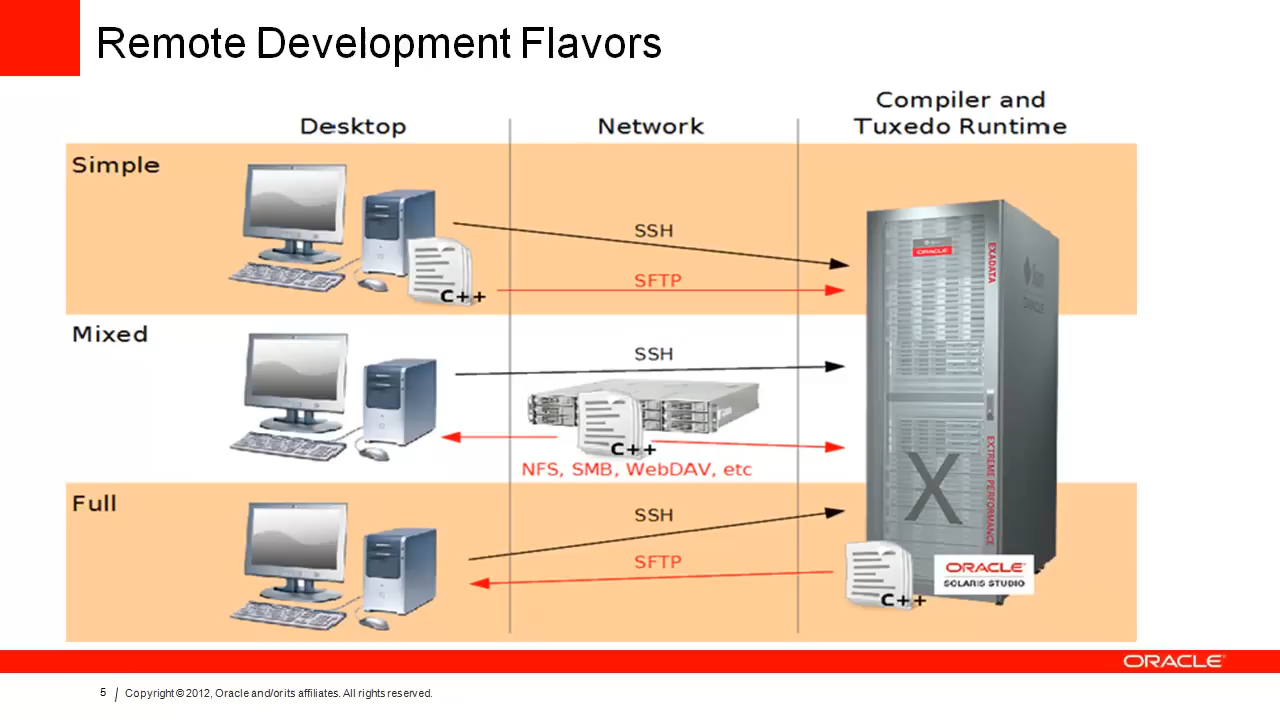 Remote Development Flavors
Desktop
Network
Compiler and
Tuxedo Runtime
Simple
SSH
SFTP
C++
ORACLE
EXADATA
Mixed
SSH
C++
NFS, SMB, WebDAV, etc
EXTREME PERFORMANCE
X
Full
SSH
SFTP
C++
ORACLE
SOLARIS STUDIO
ORACLE
5
Copyright © 2012, Oracle and/or its affiliates. All rights reserved.